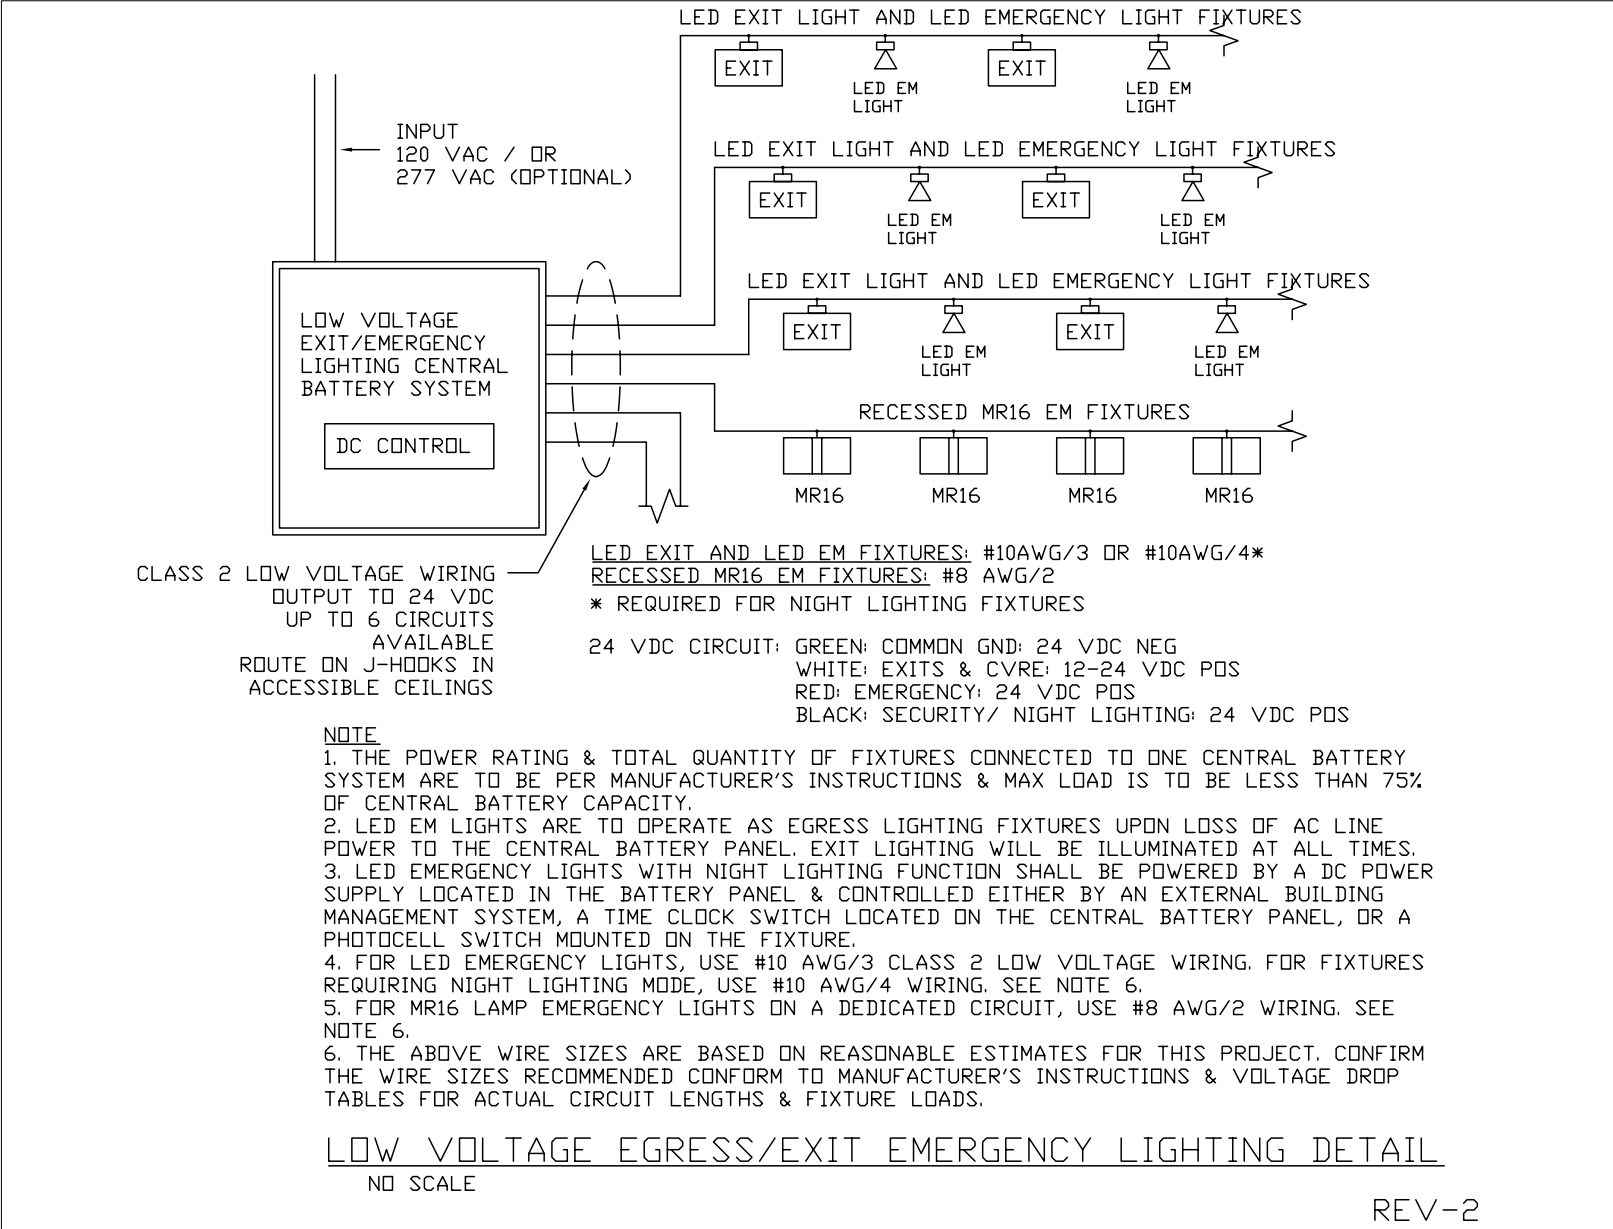 LED EXIT LIGHT AND LED EMERGENCY LIGHT FIXTURES
EXIT
EXIT
LED EM
LIGHT
LED EM
LIGHT
INPUT
120 VAC / OR
277 VAC (OPTIONAL)
LED EXIT LIGHT AND LED EMERGENCY LIGHT FIXTURES
EXIT
EXIT
LED EM
LIGHT
LED EM
LIGHT
LED EXIT LIGHT AND LED EMERGENCY LIGHT FIXTURES
EXIT
EXIT
LED EM
LIGHT
LED EM
LIGHT
LOW VOLTAGE
EXIT/EMERGENCY
LIGHTING CENTRAL
BATTERY SYSTEM
DC CONTROL
RECESSED MR16 EM FIXTURES
MR16
MR16
MR16
MR16
CLASS 2 LOW VOLTAGE WIRING
OUTPUT TO 24 VDC
UP TO 6 CIRCUITS
AVAILABLE
ROUTE ON J-HOOKS IN
ACCESSIBLE CEILINGS
LED EXIT AND LED EM FIXTURES: #10AWG/3 OR #10AWG/4*
RECESSED MR16 EM FIXTURES: #8 AWG/2
* REQUIRED FOR NIGHT LIGHTING FIXTURES
24 VDC CIRCUIT: GREEN: COMMON GND: 24 VDC NEG
WHITE: EXITS & CVRE: 12-24 VDC POS
RED: EMERGENCY: 24 VDC POS
BLACK: SECURITY/ NIGHT LIGHTING: 24 VDC POS
NOTE
1. THE POWER RATING & TOTAL QUANTITY OF FIXTURES CONNECTED TO ONE CENTRAL BATTERY
SYSTEM ARE TO BE PER MANUFACTURER'S INSTRUCTIONS & MAX LOAD IS TO BE LESS THAN 75%
OF CENTRAL BATTERY CAPACITY.
2. LED EM LIGHTS ARE TO OPERATE AS EGRESS LIGHTING FIXTURES UPON LOSS OF AC LINE
POWER TO THE CENTRAL BATTERY PANEL. EXIT LIGHTING WILL BE ILLUMINATED AT ALL TIMES.
3. LED EMERGENCY LIGHTS WITH NIGHT LIGHTING FUNCTION SHALL BE POWERED BY A DC POWER
SUPPLY LOCATED IN THE BATTERY PANEL & CONTROLLED EITHER BY AN EXTERNAL BUILDING
MANAGEMENT SYSTEM, A TIME CLOCK SWITCH LOCATED ON THE CENTRAL BATTERY PANEL, OR A
PHOTOCELL SWITCH MOUNTED ON THE FIXTURE.
4. FOR LED EMERGENCY LIGHTS, USE #10 AWG/3 CLASS 2 LOW VOLTAGE WIRING. FOR FIXTURES
REQUIRING NIGHT LIGHTING MODE, USE #10 AWG/4 WIRING. SEE NOTE 6.
5. FOR MR16 LAMP EMERGENCY LIGHTS ON A DEDICATED CIRCUIT, USE #8 AWG/2 WIRING. SEE
NOTE 6.
6. THE ABOVE WIRE SIZES ARE BASED ON REASONABLE ESTIMATES FOR THIS PROJECT. CONFIRM
THE WIRE SIZES RECOMMENDED CONFORM TO MANUFACTURER'S INSTRUCTIONS & VOLTAGE DROP
TABLES FOR ACTUAL CIRCUIT LENGTHS & FIXTURE LOADS.
LOW VOLTAGE EGRESS/EXIT EMERGENCY LIGHTING DETAIL
NO SCALE
REV-2